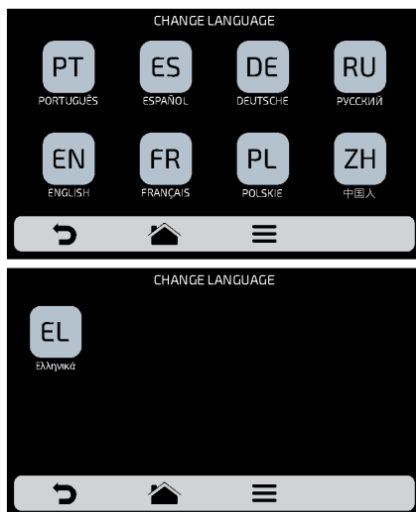 CHANGE LANGUAGE
PT ES DE RU
PORTUGUÊS ESPAÑOL DEUTSCHE РУССКИЙ
EN FR PL ZH
ENGLISH FRANÇAIS POLSKIE 中国人
CHANGE LANGUAGE
EL
Ελληνικά